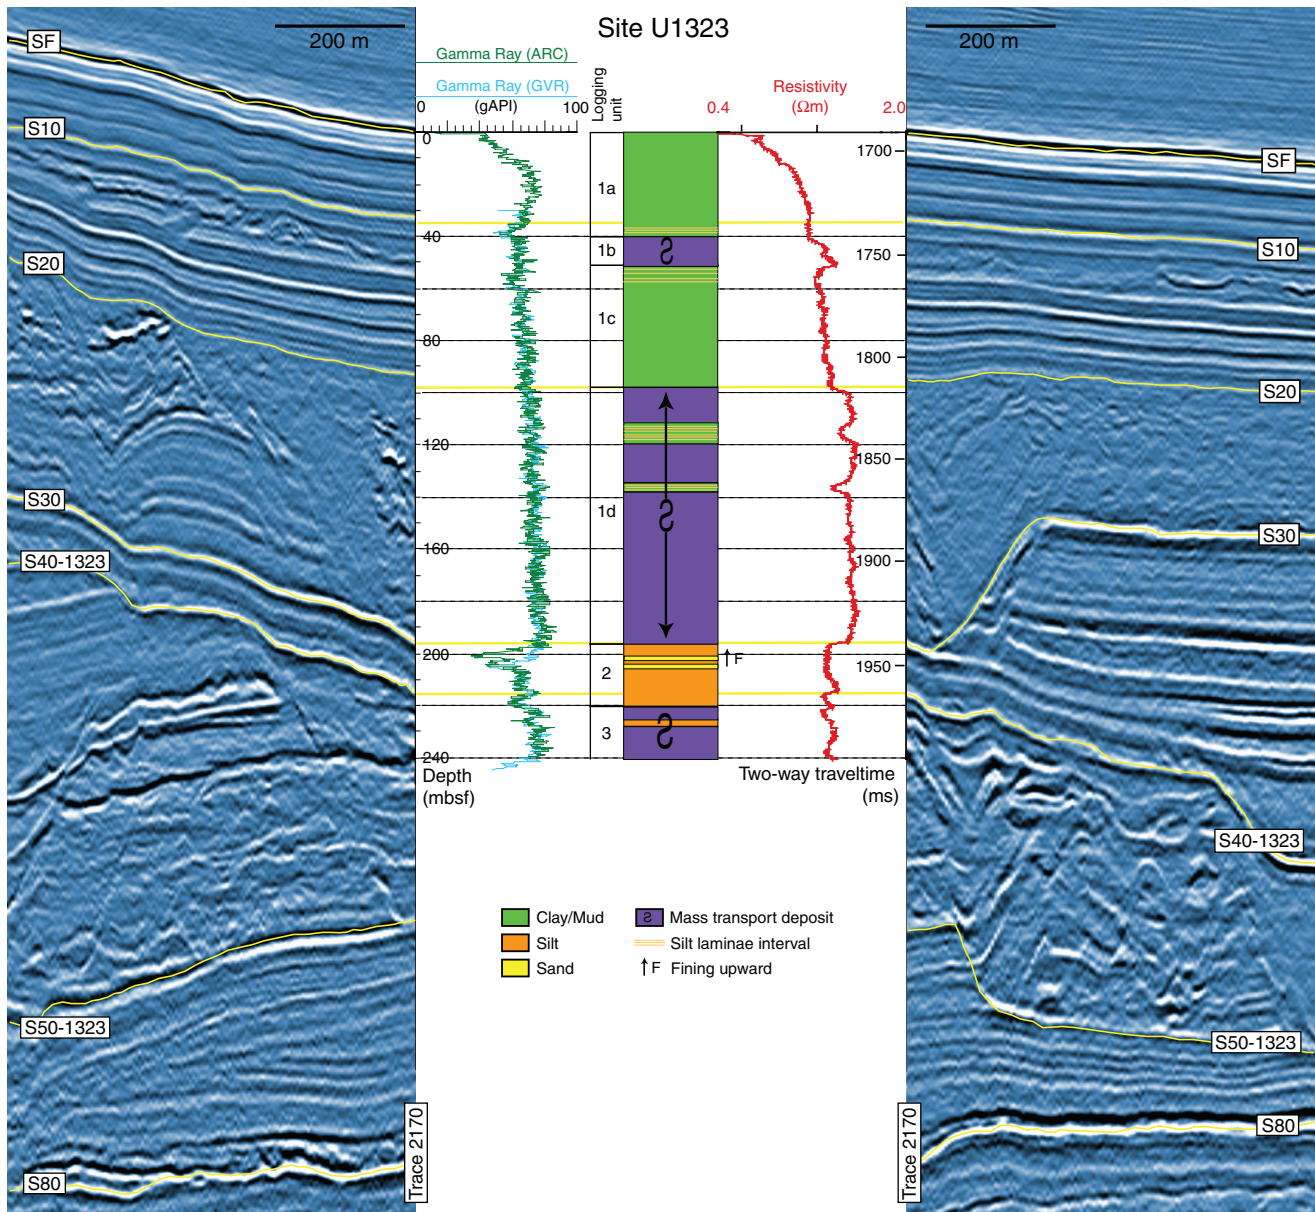 Site U1323
200 m
SF
S10
S20
S30
S40-1323
S50-1323
S80
Trace 2170
Gamma Ray (ARC)
Gamma Ray (GVR)
0 (gAPI) 100
Logging unit
Resistivity
(Ωm)
0.4 2.0
0
40
80
120
160
200
240
Depth
(mbsf)
1a
1b
1c
1d
2
3
S
S
S
F
1700
1750
1800
1850
1900
1950
Two-way traveltime
(ms)
Clay/Mud
Silt
Sand
S Mass transport deposit
Silt laminae interval
F Fining upward
200 m
SF
S10
S20
S30
S40-1323
S50-1323
S80
Trace 2170